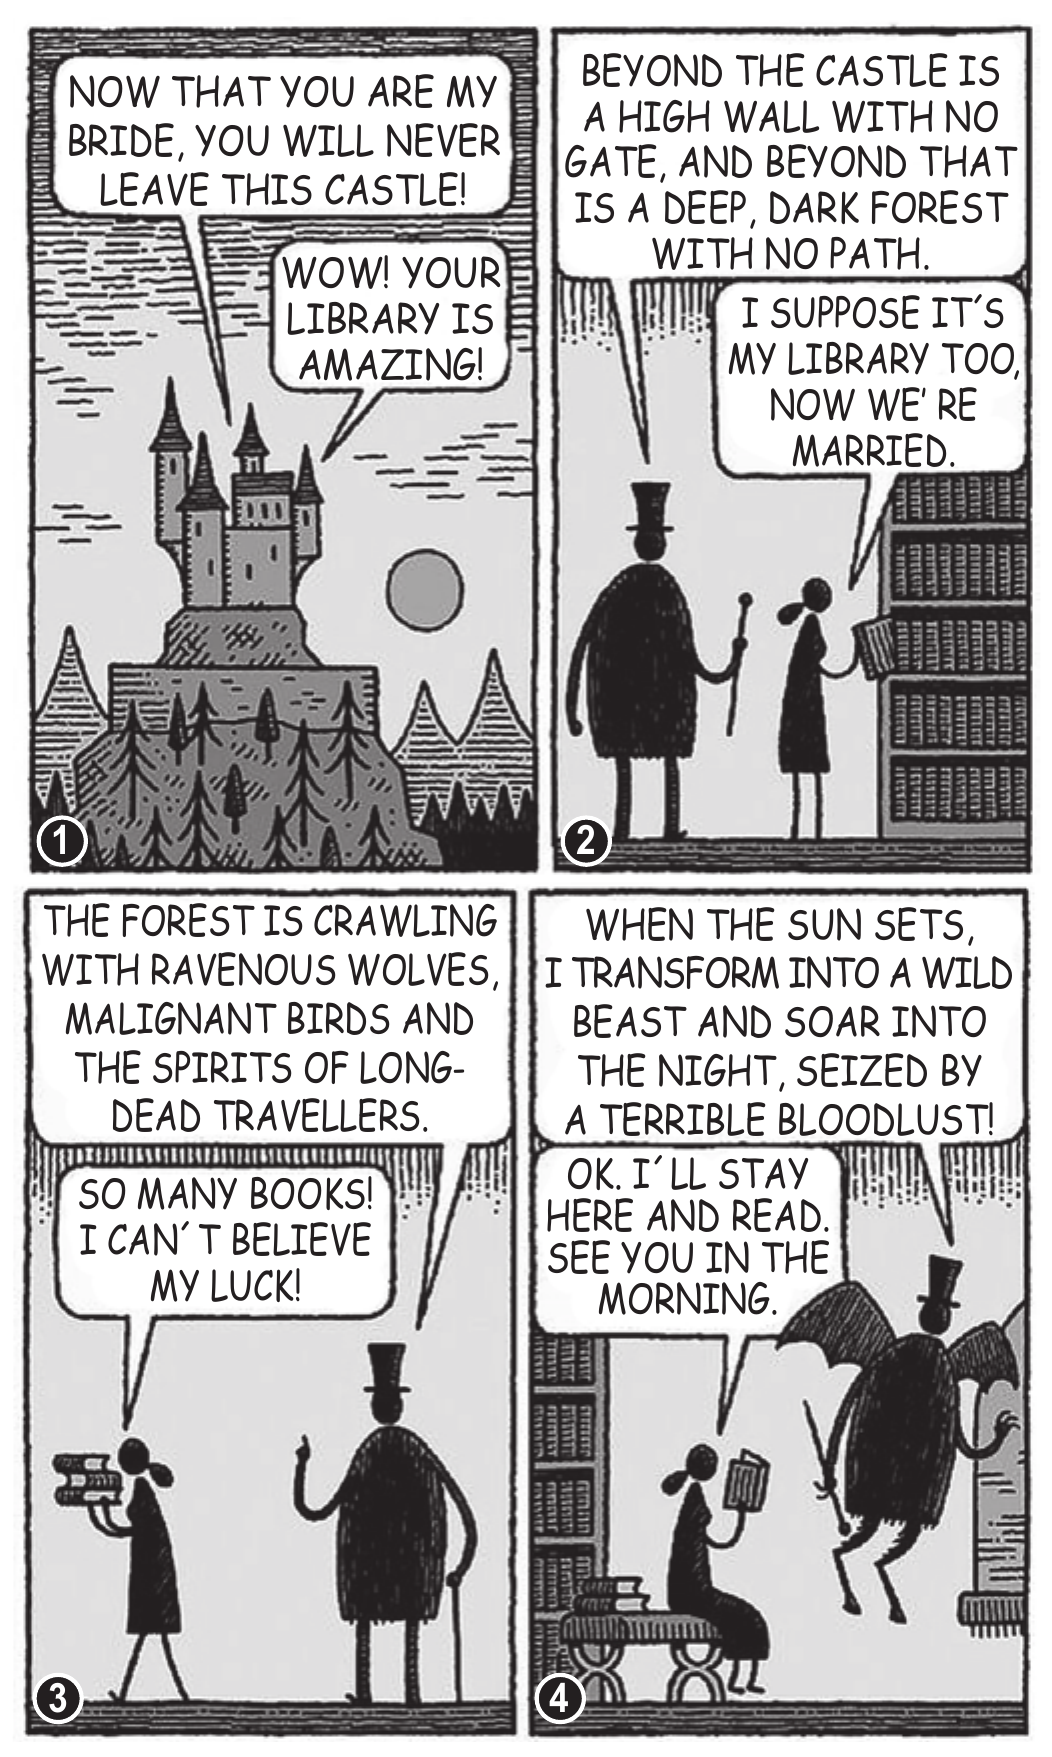 NOW THAT YOU ARE MY
BRIDE, YOU WILL NEVER
LEAVE THIS CASTLE!
WOW! YOUR
LIBRARY IS
AMAZING!
1
BEYOND THE CASTLE IS
A HIGH WALL WITH NO
GATE, AND BEYOND THAT
IS A DEEP, DARK FOREST
WITH NO PATH.
I SUPPOSE IT´S
MY LIBRARY TOO,
NOW WE' RE
MARRIED.
2
THE FOREST IS CRAWLING
WITH RAVENOUS WOLVES,
MALIGNANT BIRDS AND
THE SPIRITS OF LONG-
DEAD TRAVELLERS.
SO MANY BOOKS!
I CAN´ T BELIEVE
MY LUCK!
3
WHEN THE SUN SETS,
I TRANSFORM INTO A WILD
BEAST AND SOAR INTO
THE NIGHT, SEIZED BY
A TERRIBLE BLOODLUST!
OK. I´LL STAY
HERE AND READ.
SEE YOU IN THE
MORNING.
4